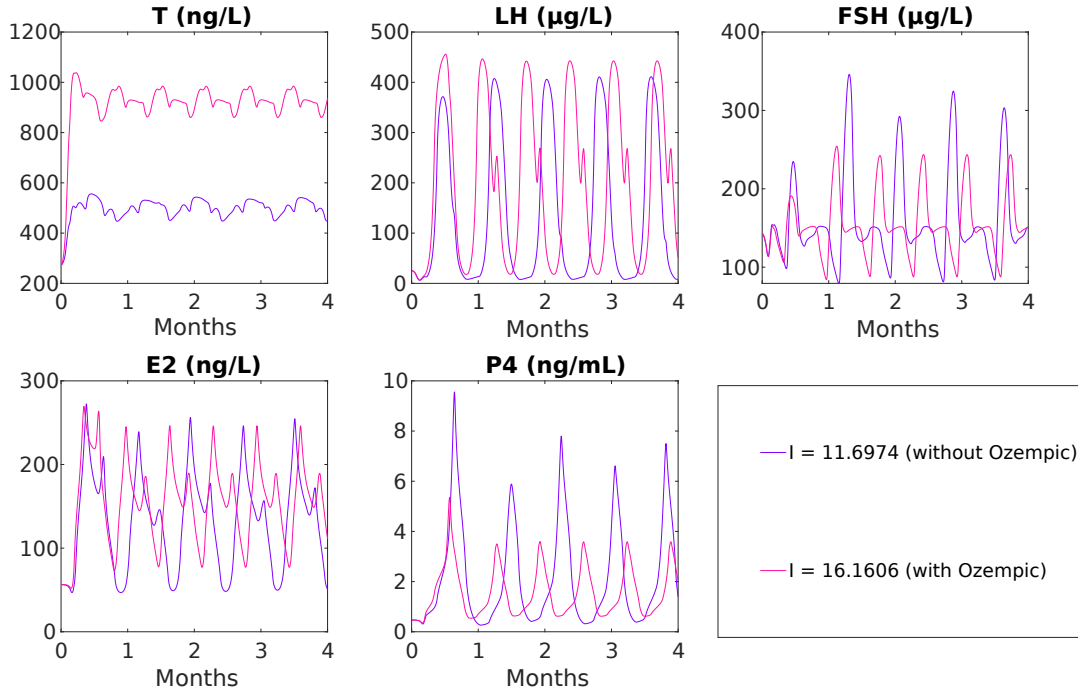 T (ng/L)
1200
1000
800
600
400
200
0 1 2 3 4
Months
LH (μg/L)
500
400
300
200
100
0
0 1 2 3 4
Months
FSH (μg/L)
400
300
200
100
0 1 2 3 4
Months
E2 (ng/L)
300
200
100
0
0 1 2 3 4
Months
P4 (ng/mL)
10
8
6
4
2
0
0 1 2 3 4
Months
I = 11.6974 (without Ozempic)
I = 16.1606 (with Ozempic)